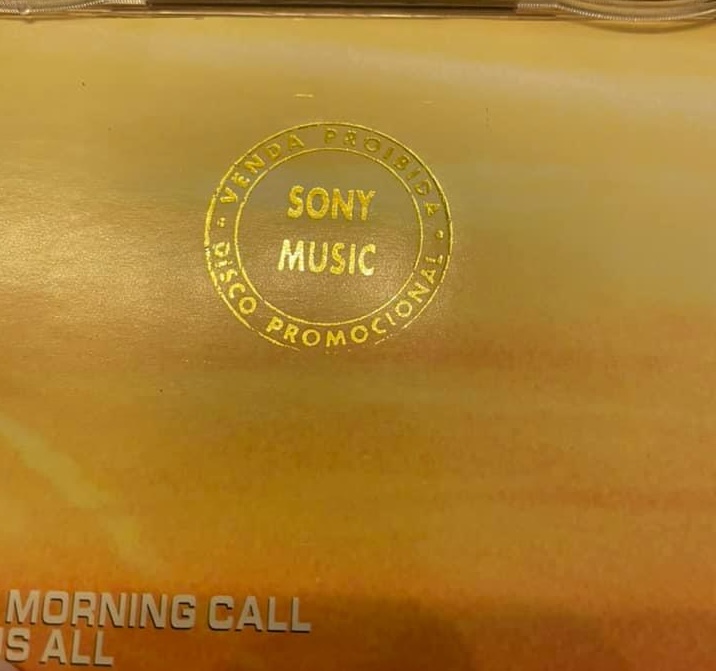 VENDA PROIBIDA
SONY
MUSIC
DISCO PROMOCIONAL
MORNING CALL
S ALL